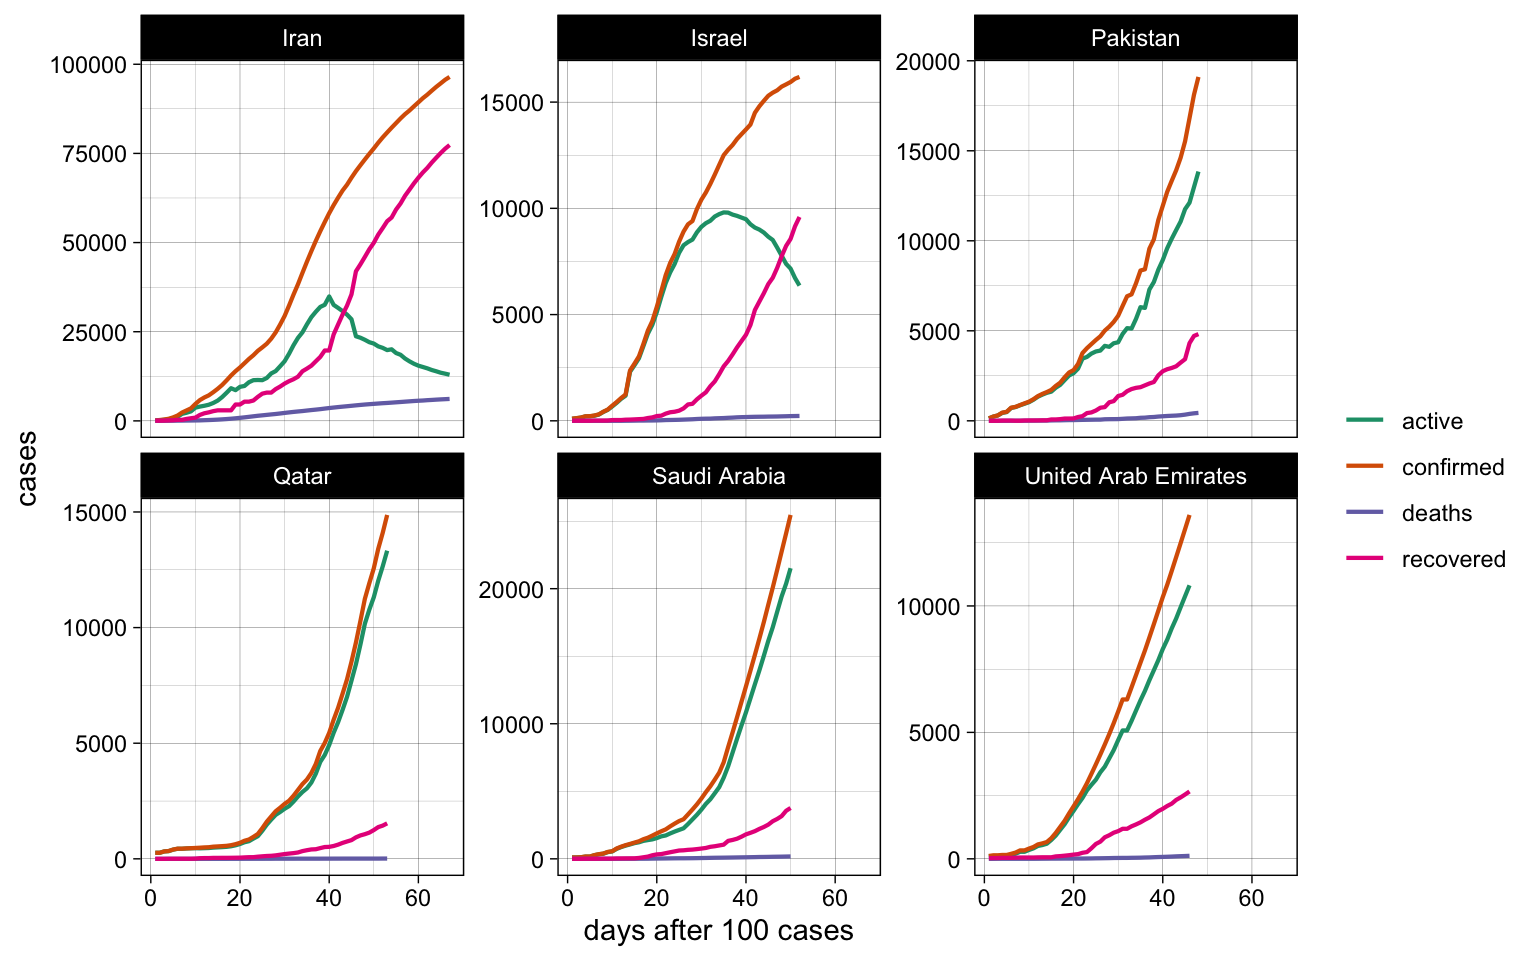 Iran
Israel
Pakistan
100000
75000
50000
25000
0
15000
10000
5000
0
20000
15000
10000
5000
0
Qatar
Saudi Arabia
United Arab Emirates
15000
10000
5000
0
20000
10000
0
10000
5000
0
0 20 40 60
0 20 40 60
0 20 40 60
days after 100 cases
cases
active
confirmed
deaths
recovered